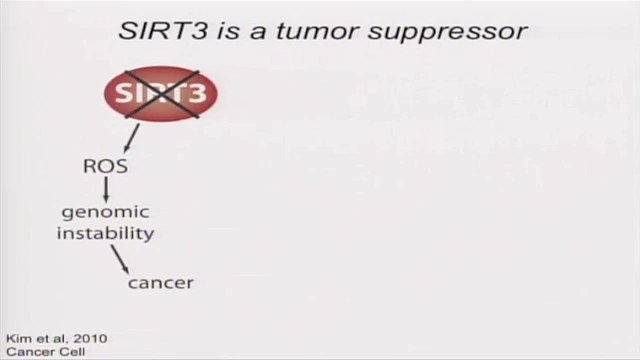 SIRT3 is a tumor suppressor
SIRT3
ROS
genomic
instability
cancer
Kim et al, 2010
Cancer Cell